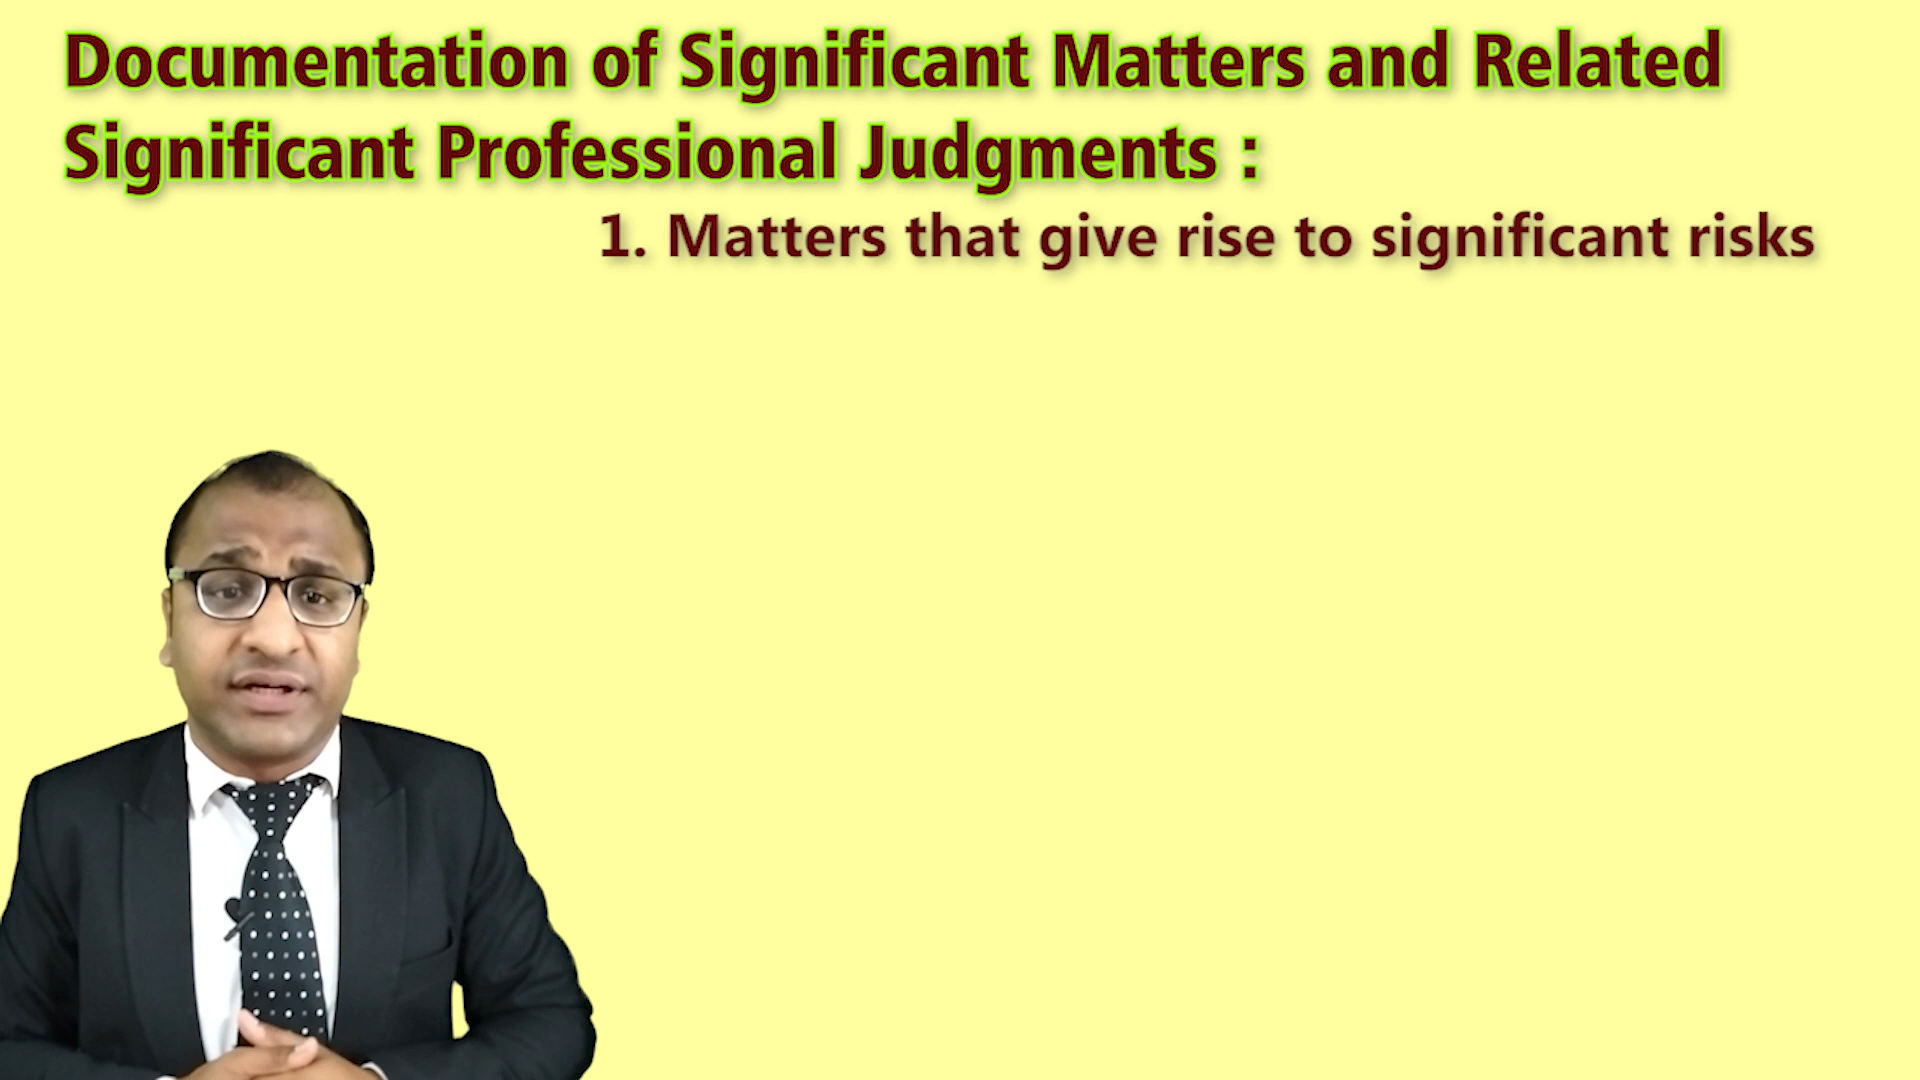 Documentation of Significant Matters and Related
Significant Professional Judgments :
1. Matters that give rise to significant risks